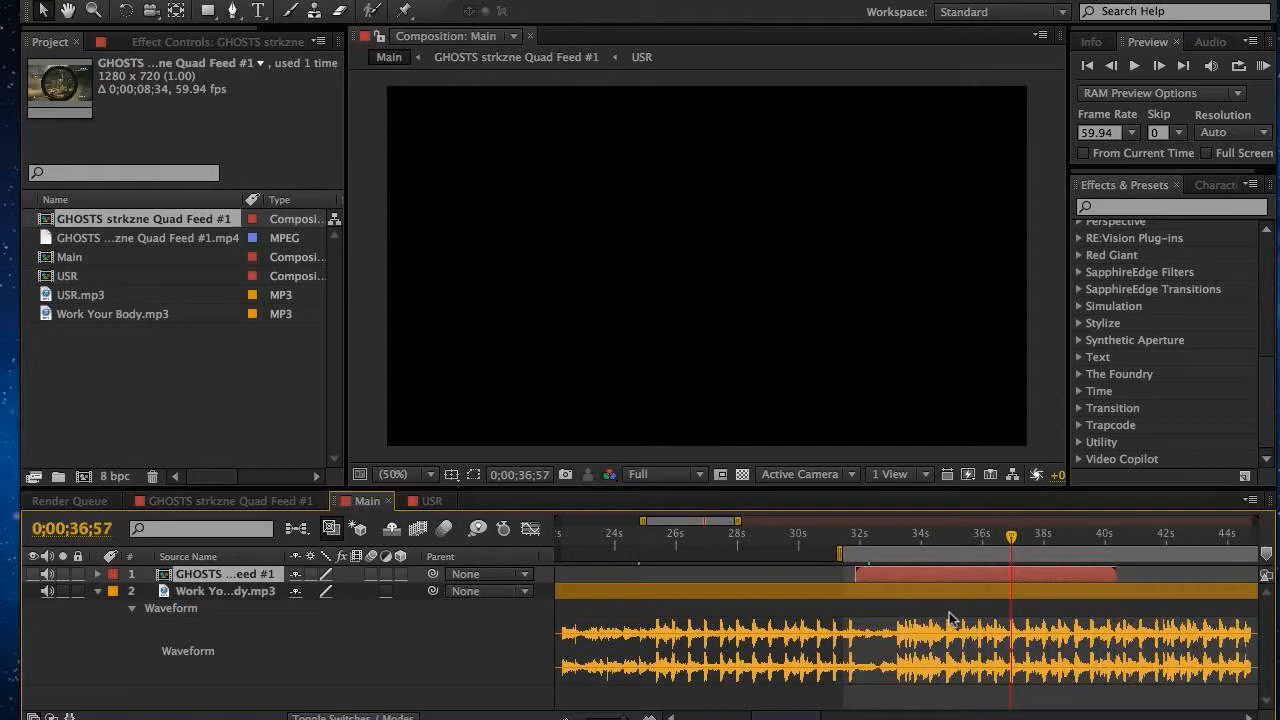 Workspace: Standard Search Help
Project Effect Controls: GHOSTS strkzne
Composition: Main
Info Preview Audio
Main GHOSTS strkzne Quad Feed #1 USR
GHOSTS ...ne Quad Feed #1, used 1 time
1280 x 720 (1.00)
Δ 0;00;08;34, 59.94 fps
RAM Preview Options
Frame Rate Skip Resolution
59.94 0 Auto
From Current Time Full Screen
Effects & Presets Charact
Name Type
GHOSTS strkzne Quad Feed #1 Composi...
GHOSTS ...zne Quad Feed #1.mp4 MPEG
Main Composi...
USR Composi...
USR.mp3 MP3
Work Your Body.mp3 MP3
Perspective
RE:Vision Plug-ins
Red Giant
SapphireEdge Filters
SapphireEdge Transitions
Simulation
Stylize
Synthetic Aperture
Text
The Foundry
Time
Transition
Trapcode
Utility
Video Copilot
8 bpc
(50%) 0;00;36;57 Full Active Camera 1 View +0
Render Queue GHOSTS strkzne Quad Feed #1 Main USR
0;00;36;57
24s 26s 28s 30s 32s 34s 36s 38s 40s 42s 44s
# Source Name fx Parent
1 GHOSTS ...eed #1 None
2 Work Yo...dy.mp3 None
Waveform
Waveform
Toggle Switches / Modes